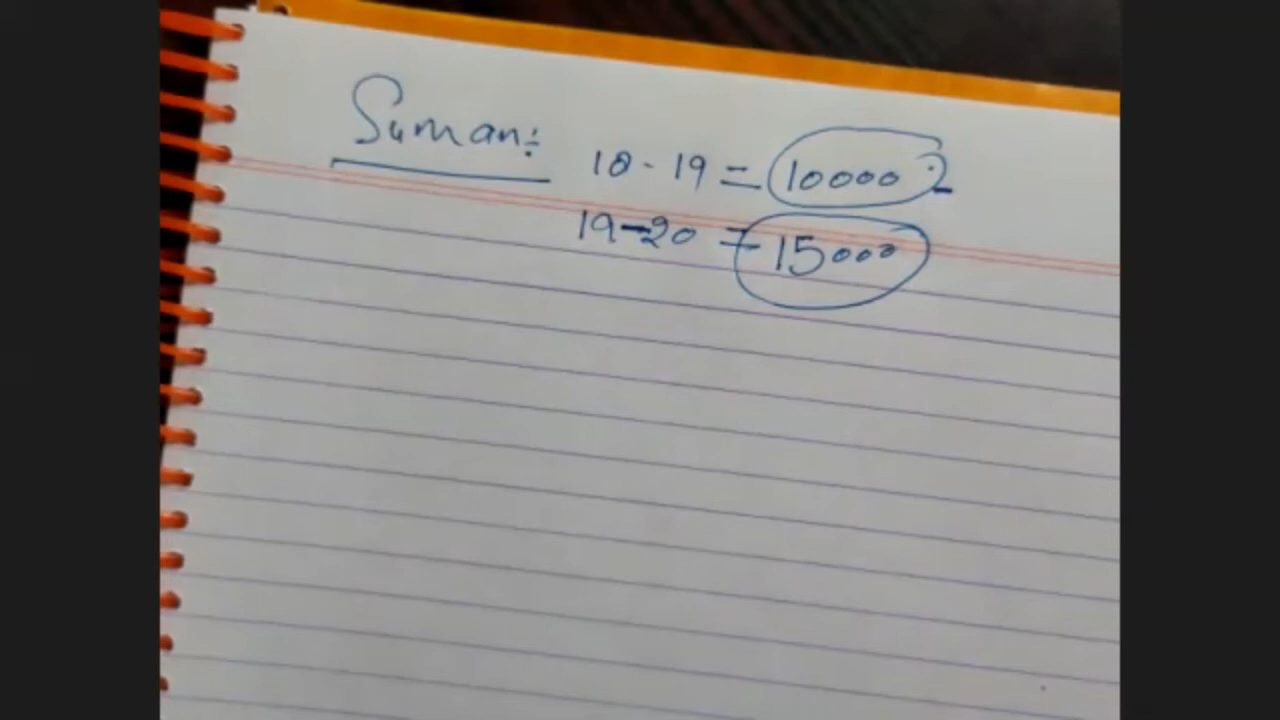 Suman:
18-19 = 10000
19-20 = 15000